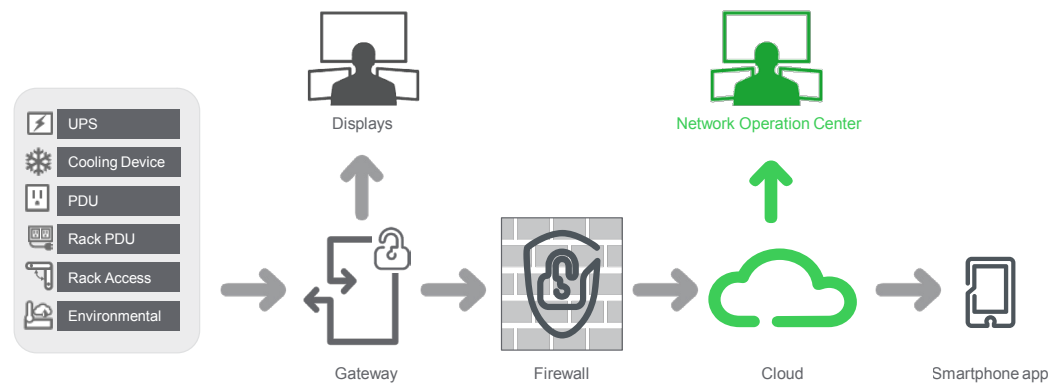 Displays
Network Operation Center
UPS
Cooling Device
PDU
Rack PDU
Rack Access
Environmental
Gateway
Firewall
Cloud
Smartphone app